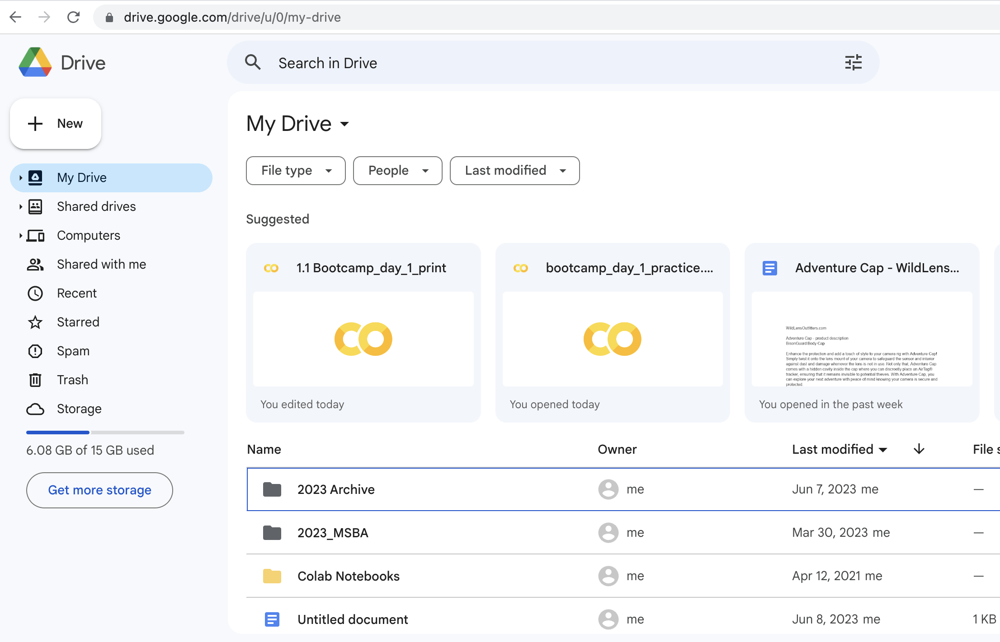 drive.google.com/drive/u/0/my-drive
Drive
Search in Drive
New
My Drive
Shared drives
Computers
Shared with me
Recent
Starred
Spam
Trash
Storage
6.08 GB of 15 GB used
Get more storage
My Drive
File type
People
Last modified
Suggested
1.1 Bootcamp_day_1_print
You edited today
bootcamp_day_1_practice....
You opened today
Adventure Cap - WildLens...
WildLensOutfitters.com
Adventure Cap - product description
BisonGuard Body Cap
Enhance the protection and add a touch of style to your camera rig with Adventure Cap!
Simply twist it onto the lens mount of your camera to safeguard the sensor and interior
against dust and damage whenever the lens is not in use. Not only that, Adventure Cap
comes with a hidden cavity inside the cap where you can discreetly place an AirTag®
tracker, ensuring that it remains invisible to potential thieves. With Adventure Cap, you
can explore your next adventure with peace of mind knowing your camera is secure and
protected.
You opened in the past week
Name Owner Last modified File s
2023 Archive me Jun 7, 2023 me —
2023_MSBA me Mar 30, 2023 me —
Colab Notebooks me Apr 12, 2021 me —
Untitled document me Jun 8, 2023 me 1 KB